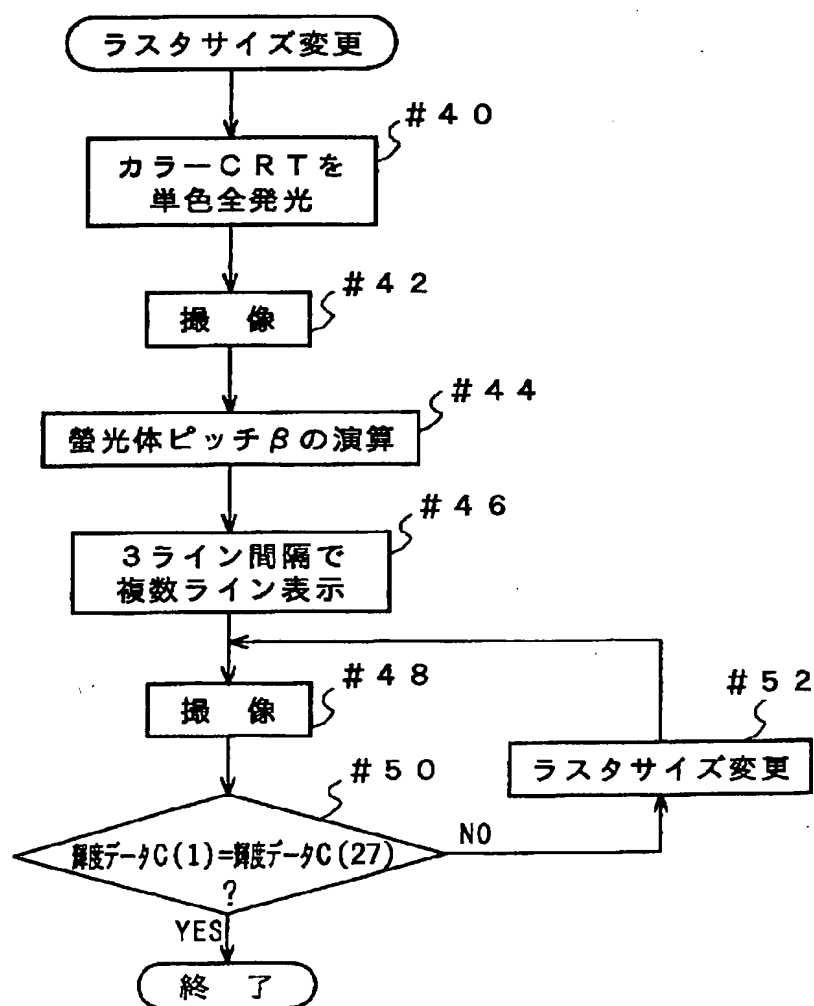 ラスタサイズ変更
#40
カラーCRTを
単色全発光
#42
撮 像
#44
螢光体ピッチβの演算
#46
3ライン間隔で
複数ライン表示
#48
撮 像
#52
ラスタサイズ変更
#50
輝度データC(1)=輝度データC(27)
?
NO
YES
終 了